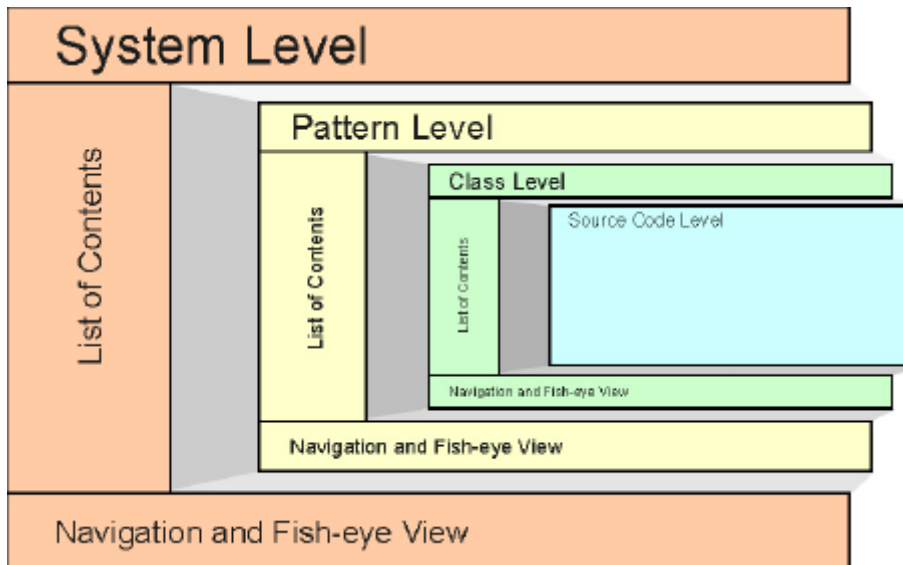 System Level
List of Contents
Pattern Level
List of Contents
Class Level
List of Contents
Source Code Level
Navigation and Fish-eye View
Navigation and Fish-eye View
Navigation and Fish-eye View